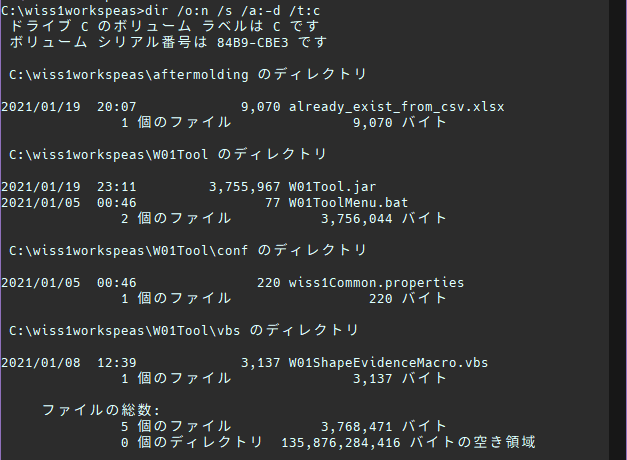 C:\wiss1workspeas>dir /o:n /s /a:-d /t:c
ドライブ C のボリューム ラベルは C です
ボリューム シリアル番号は 84B9-CBE3 です
C:\wiss1workspeas\aftermolding のディレクトリ
2021/01/19  20:07             9,070 already_exist_from_csv.xlsx
1 個のファイル               9,070 バイト
C:\wiss1workspeas\W01Tool のディレクトリ
2021/01/19  23:11         3,755,967 W01Tool.jar
2021/01/05  00:46                77 W01ToolMenu.bat
2 個のファイル           3,756,044 バイト
C:\wiss1workspeas\W01Tool\conf のディレクトリ
2021/01/05  00:46               220 wiss1Common.properties
1 個のファイル                 220 バイト
C:\wiss1workspeas\W01Tool\vbs のディレクトリ
2021/01/08  12:39             3,137 W01ShapeEvidenceMacro.vbs
1 個のファイル               3,137 バイト
ファイルの総数:
5 個のファイル           3,768,471 バイト
0 個のディレクトリ  135,876,284,416 バイトの空き領域